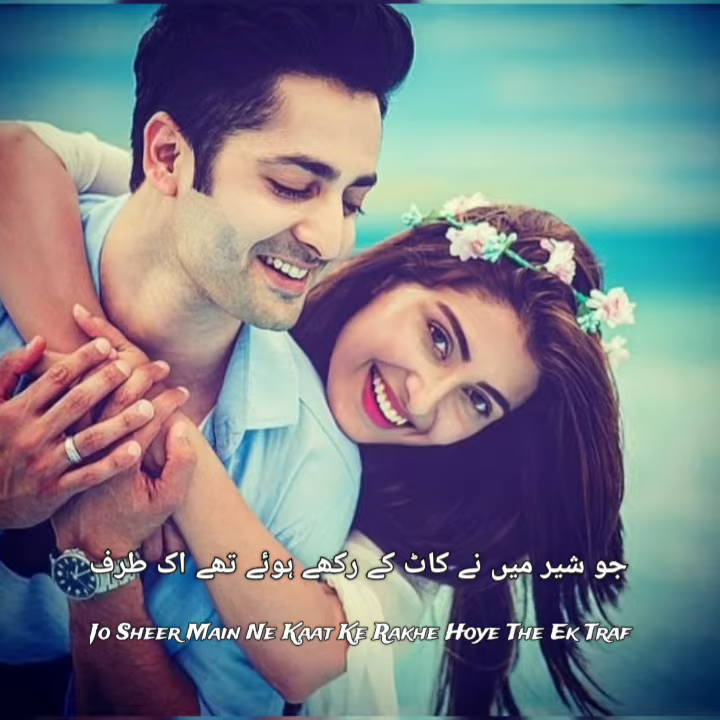 جو شیر میں نے کاٹ کے رکھے ہوئے تھے اک ظرف
Jo Sheer Main Ne Kaat Ke Rakhe Hoye The Ek Traf